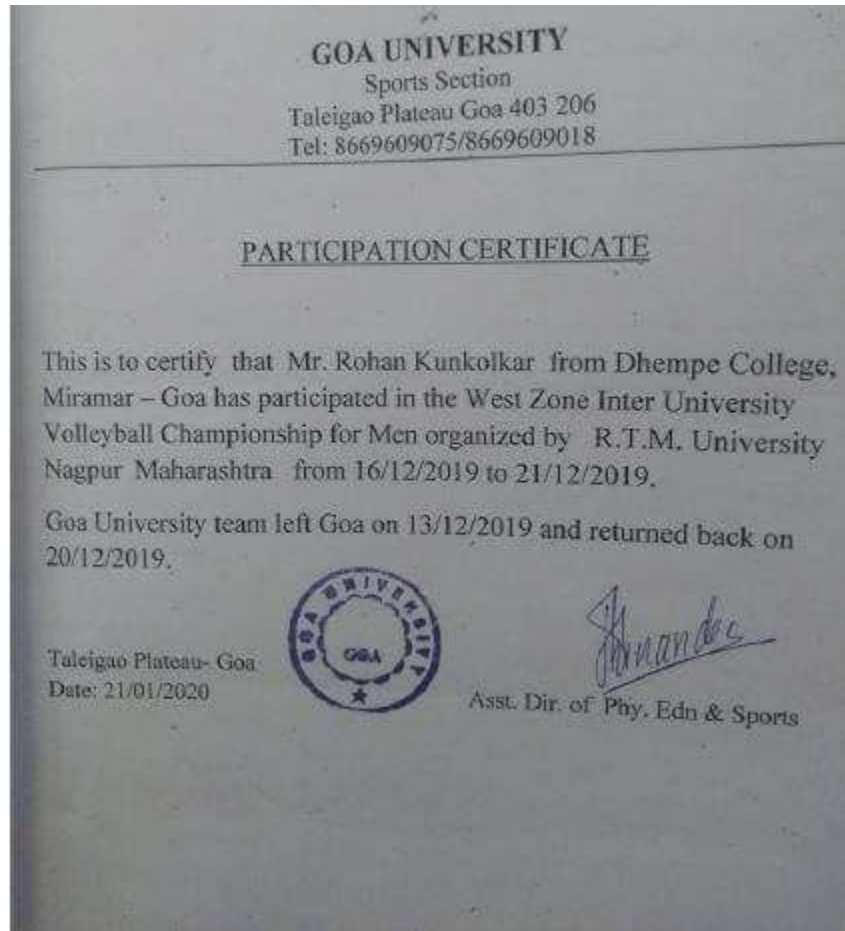 GOA UNIVERSITY
Sports Section
Taleigao Plateau Goa 403 206
Tel: 8669609075/8669609018
PARTICIPATION CERTIFICATE
This is to certify that Mr. Rohan Kunkolkar from Dhempe College,
Miramar – Goa has participated in the West Zone Inter University
Volleyball Championship for Men organized by R.T.M. University
Nagpur Maharashtra from 16/12/2019 to 21/12/2019.
Goa University team left Goa on 13/12/2019 and returned back on
20/12/2019.
GOA UNIVERSITY
GOA
Taleigao Plateau- Goa
Date: 21/01/2020
Asst. Dir. of Phy. Edn & Sports